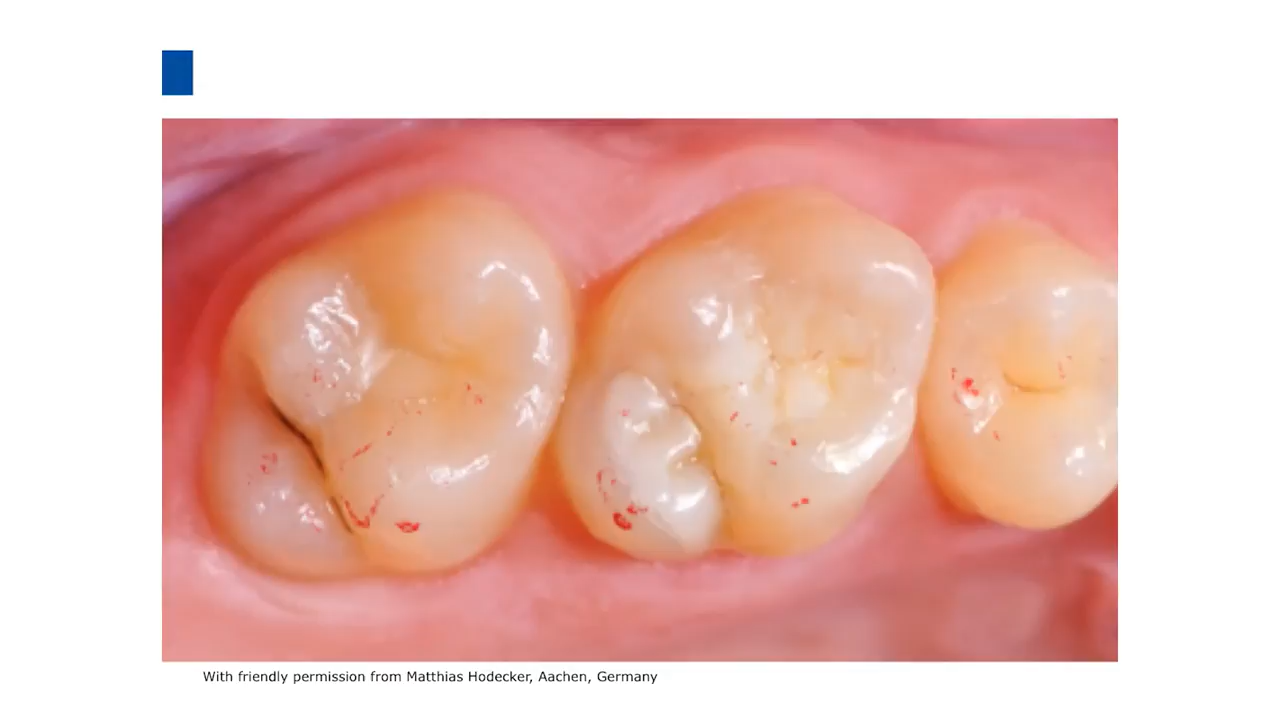 With friendly permission from Matthias Hodecker, Aachen, Germany